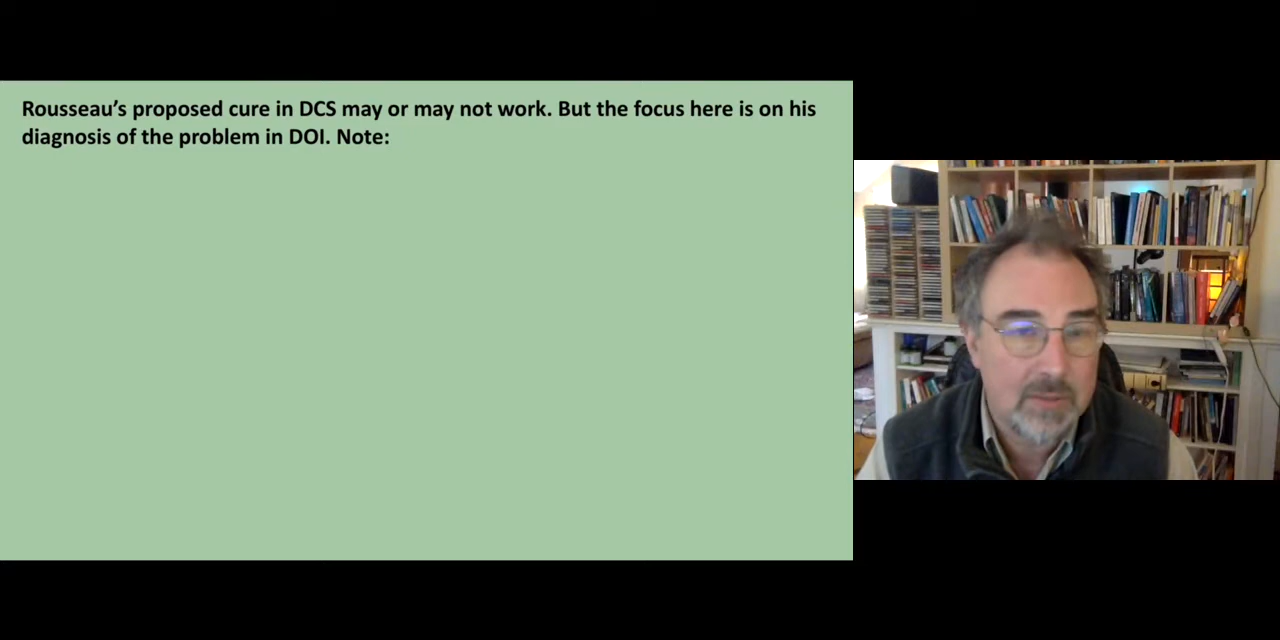 Rousseau’s proposed cure in DCS may or may not work. But the focus here is on his
diagnosis of the problem in DOI. Note: